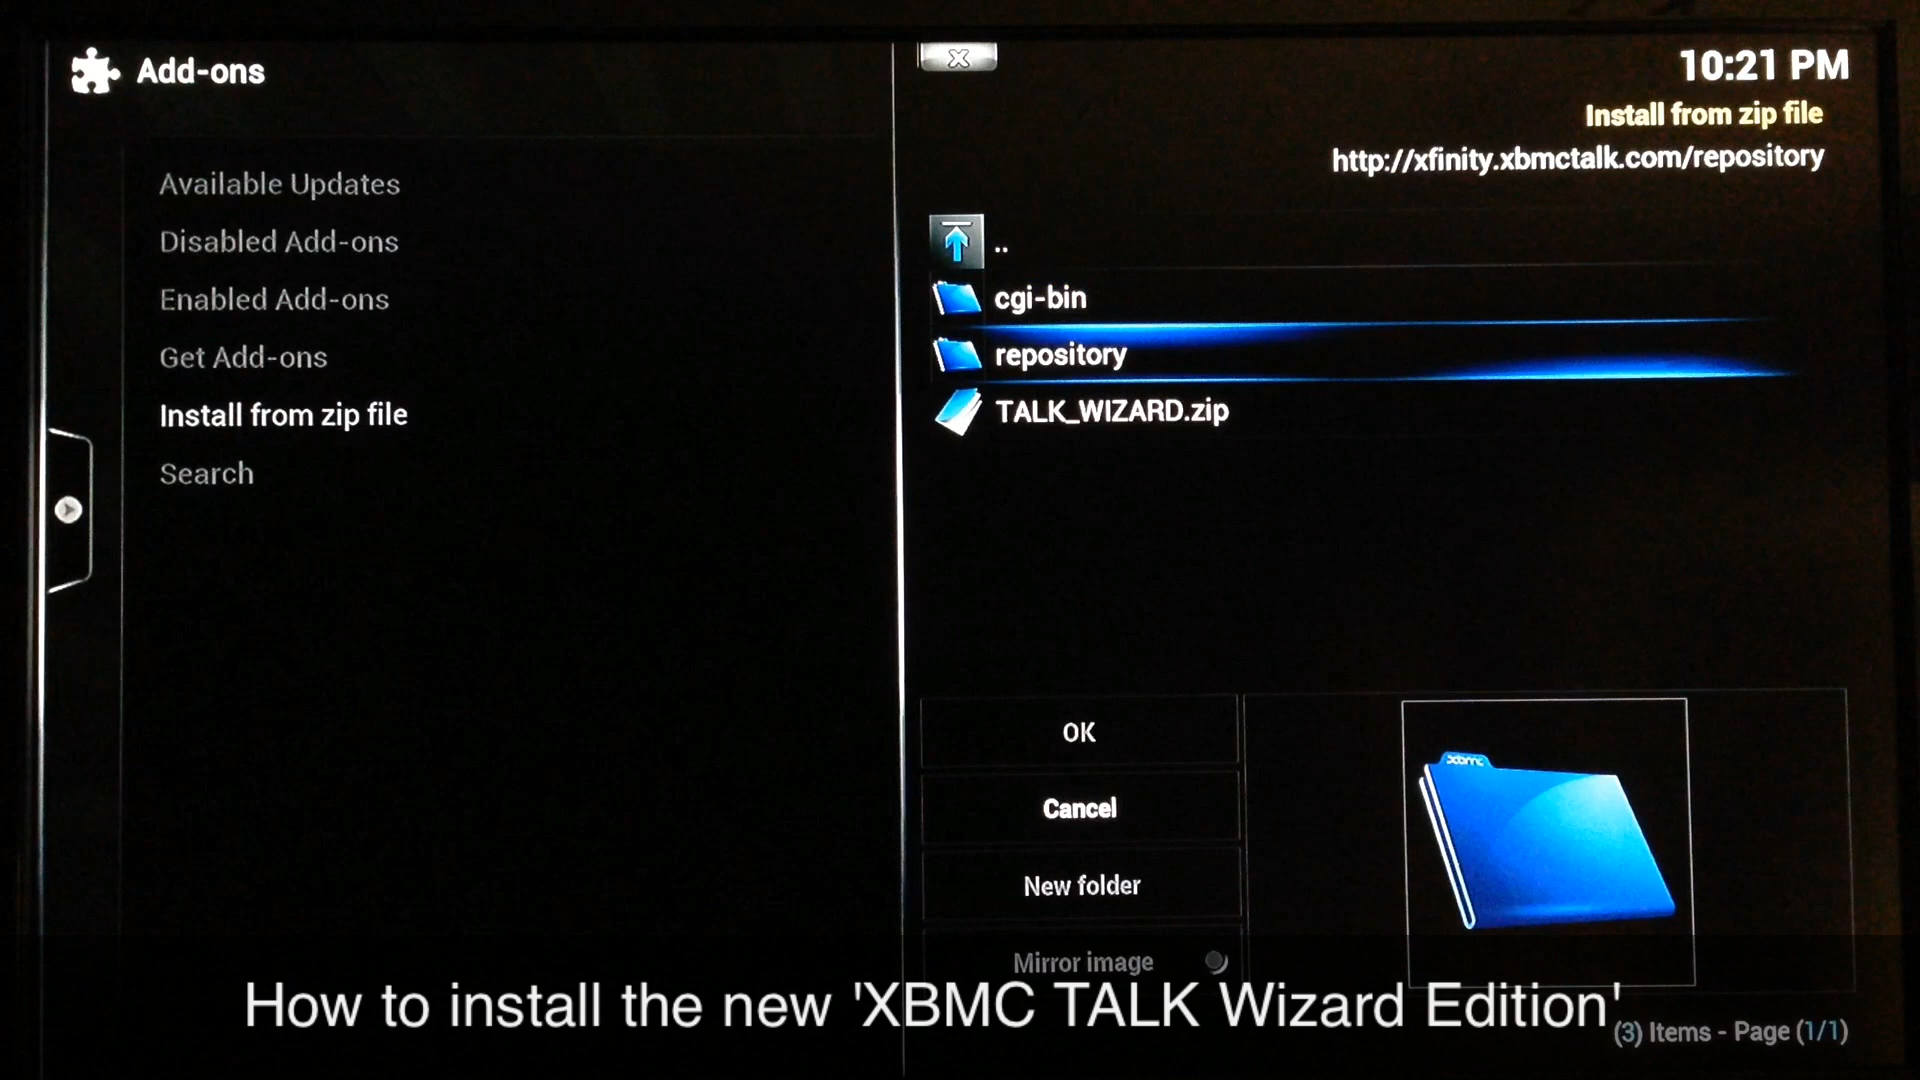 Add-ons
Available Updates
Disabled Add-ons
Enabled Add-ons
Get Add-ons
Install from zip file
Search
X
10:21 PM
Install from zip file
http://xfinity.xbmctalk.com/repository
..
cgi-bin
repository
TALK_WIZARD.zip
OK
Cancel
New folder
Mirror image
xbmc
(3) Items - Page (1/1)
How to install the new 'XBMC TALK Wizard Edition'